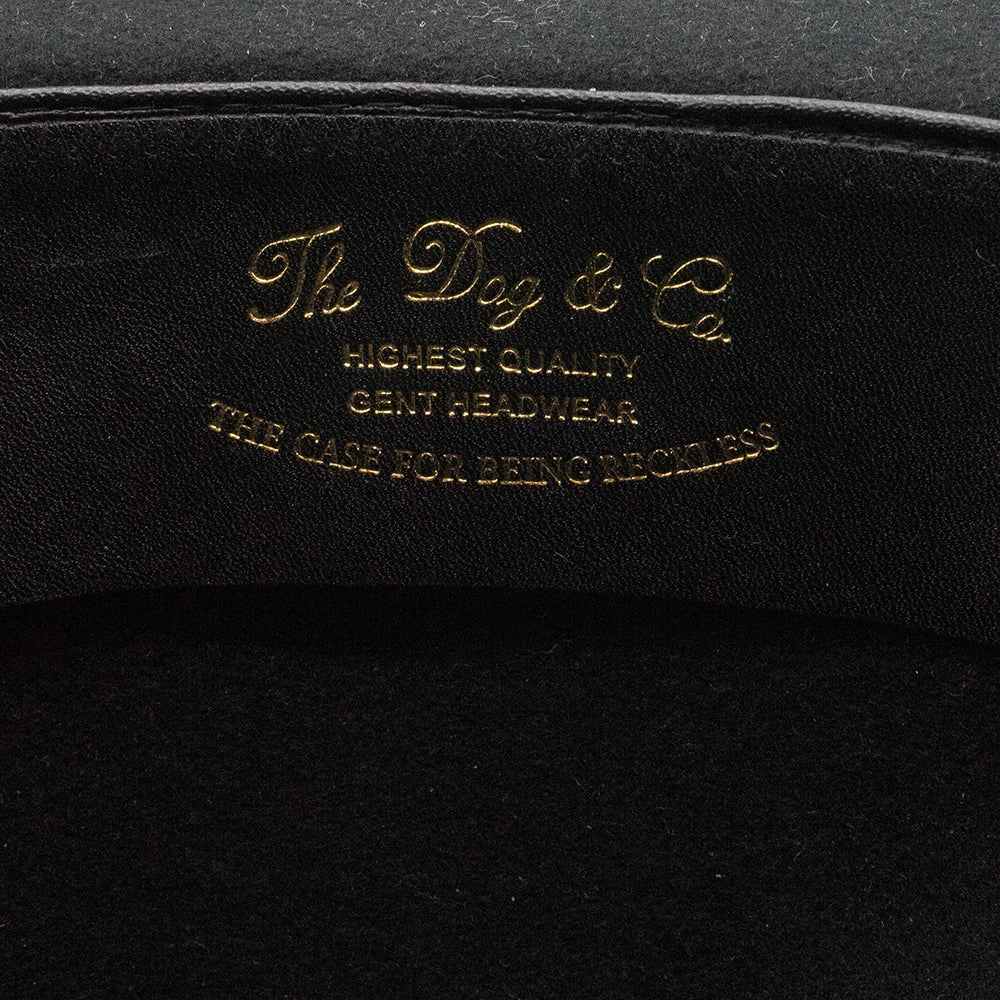 The Dog & Co.
HIGHEST QUALITY
GENT HEADWEAR
THE CASE FOR BEING RECKLESS